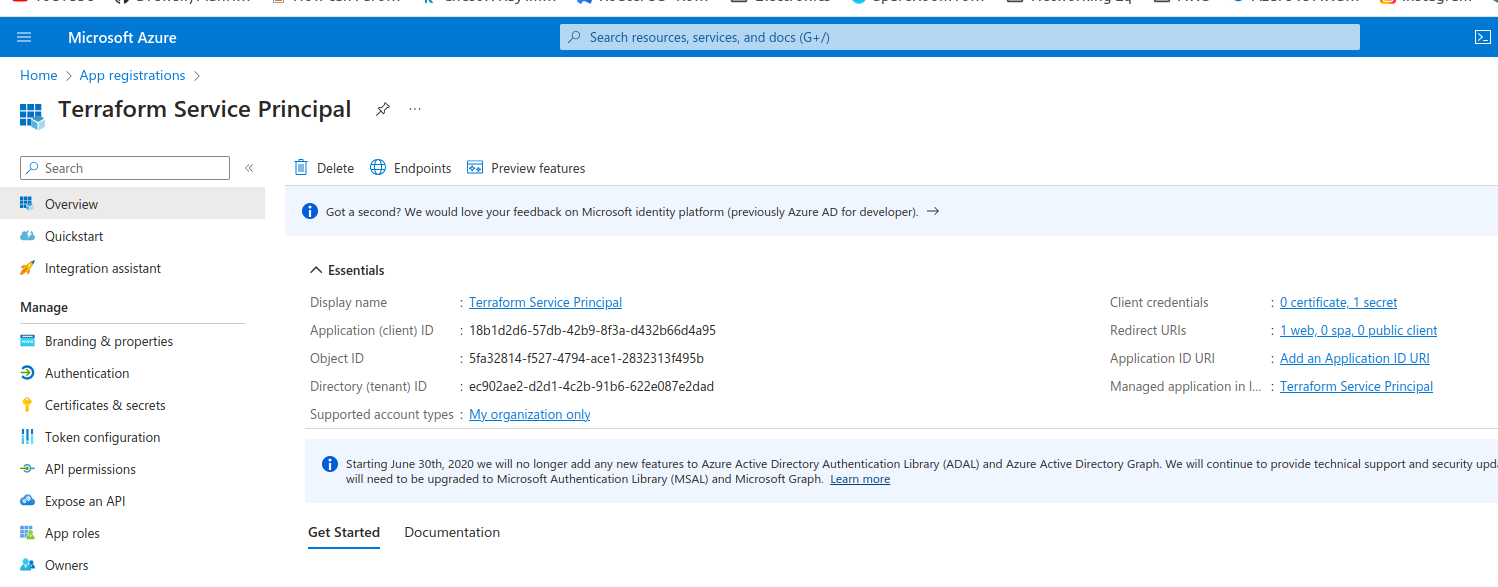 Microsoft Azure
Search resources, services, and docs (G+/)
Home
App registrations
Terraform Service Principal
Search
Delete
Endpoints
Preview features
Overview
Quickstart
Integration assistant
Manage
Branding & properties
Authentication
Certificates & secrets
Token configuration
API permissions
Expose an API
App roles
Owners
Got a second? We would love your feedback on Microsoft identity platform (previously Azure AD for developer).
Essentials
Display name : Terraform Service Principal
Application (client) ID : 18b1d2d6-57db-42b9-8f3a-d432b66d4a95
Object ID : 5fa32814-f527-4794-ace1-2832313f495b
Directory (tenant) ID : ec902ae2-d2d1-4c2b-91b6-622e087e2dad
Supported account types : My organization only
Client credentials : 0 certificate, 1 secret
Redirect URIs : 1 web, 0 spa, 0 public client
Application ID URI : Add an Application ID URI
Managed application in l... : Terraform Service Principal
Starting June 30th, 2020 we will no longer add any new features to Azure Active Directory Authentication Library (ADAL) and Azure Active Directory Graph. We will continue to provide technical support and security upd
will need to be upgraded to Microsoft Authentication Library (MSAL) and Microsoft Graph. Learn more
Get Started
Documentation